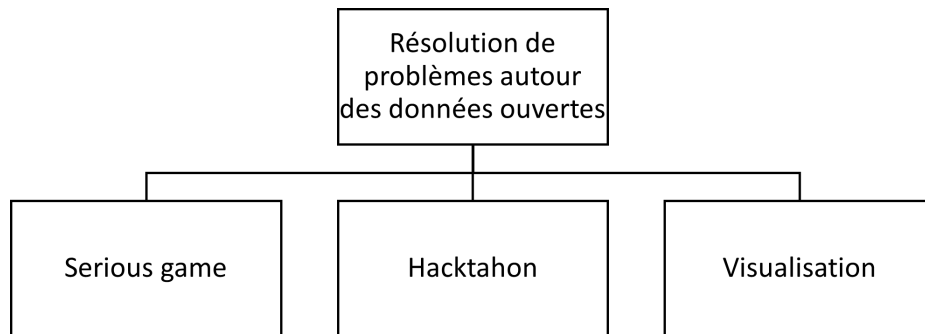 Résolution de
problèmes autour
des données ouvertes
Serious game
Hacktahon
Visualisation